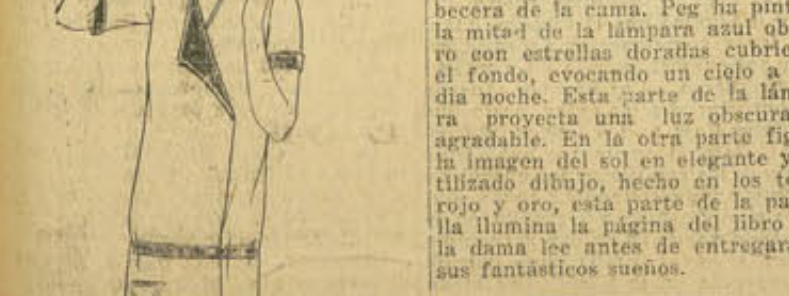 becera de la cama. Peg ha pint
la mitad de la lámpara azul ob
ro con estrellas doradas cubrie
el fondo, evocando un cielo a
dia noche. Esta parte de la lám
ra proyecta una luz obscura
agradable. En la otra parte fig
la imagen del sol en elegante y
tilizado dibujo, hecho en los to
rojo y oro, esta parte de la pa
lla ilumina la página del libro
la dama lee antes de entregar
sus fantásticos sueños.